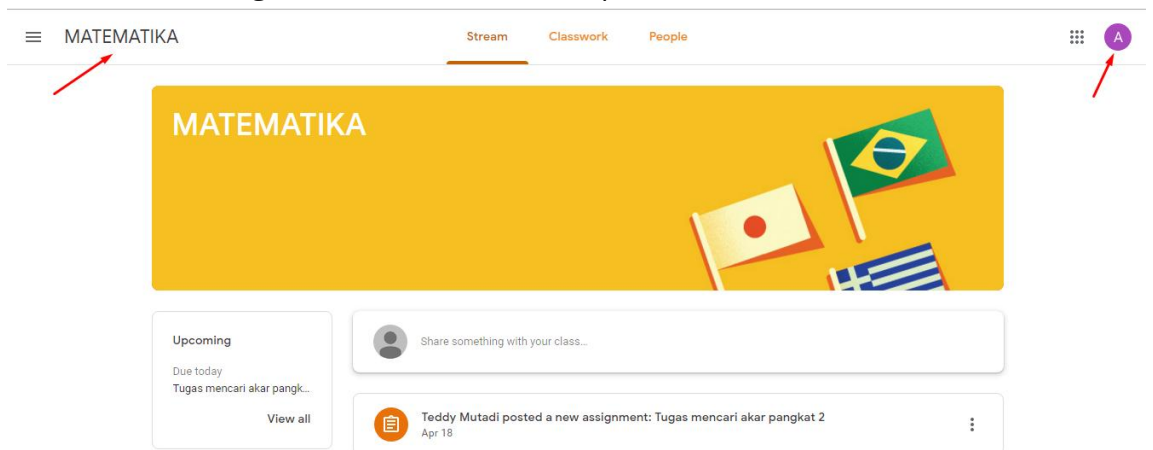 MATEMATIKA
Stream Classwork People
A
MATEMATIKA
Upcoming
Due today
Tugas mencari akar pangk...
View all
Share something with your class...
Teddy Mutadi posted a new assignment: Tugas mencari akar pangkat 2
Apr 18